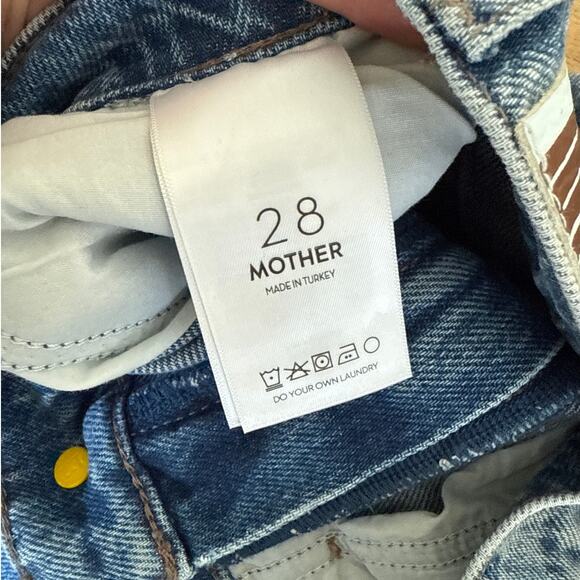 28
MOTHER
MADE IN TURKEY
DO YOUR OWN LAUNDRY